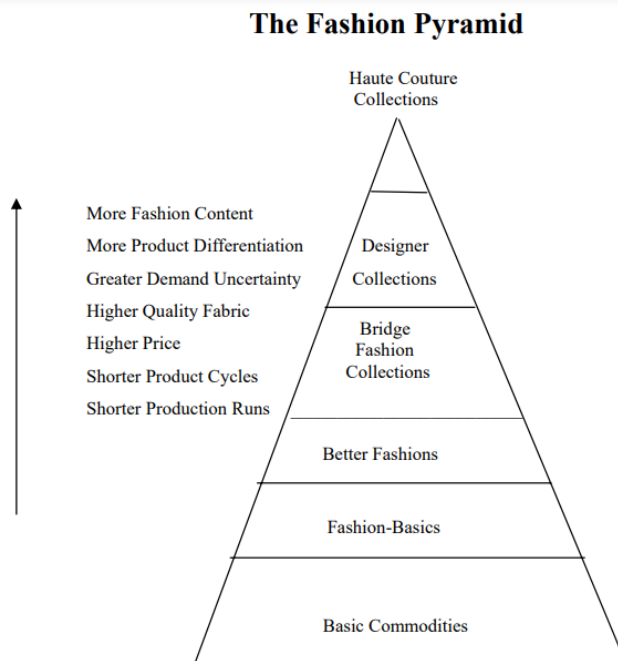 The Fashion Pyramid
Haute Couture
Collections
More Fashion Content
More Product Differentiation
Greater Demand Uncertainty
Higher Quality Fabric
Higher Price
Shorter Product Cycles
Shorter Production Runs
Designer
Collections
Bridge
Fashion
Collections
Better Fashions
Fashion-Basics
Basic Commodities